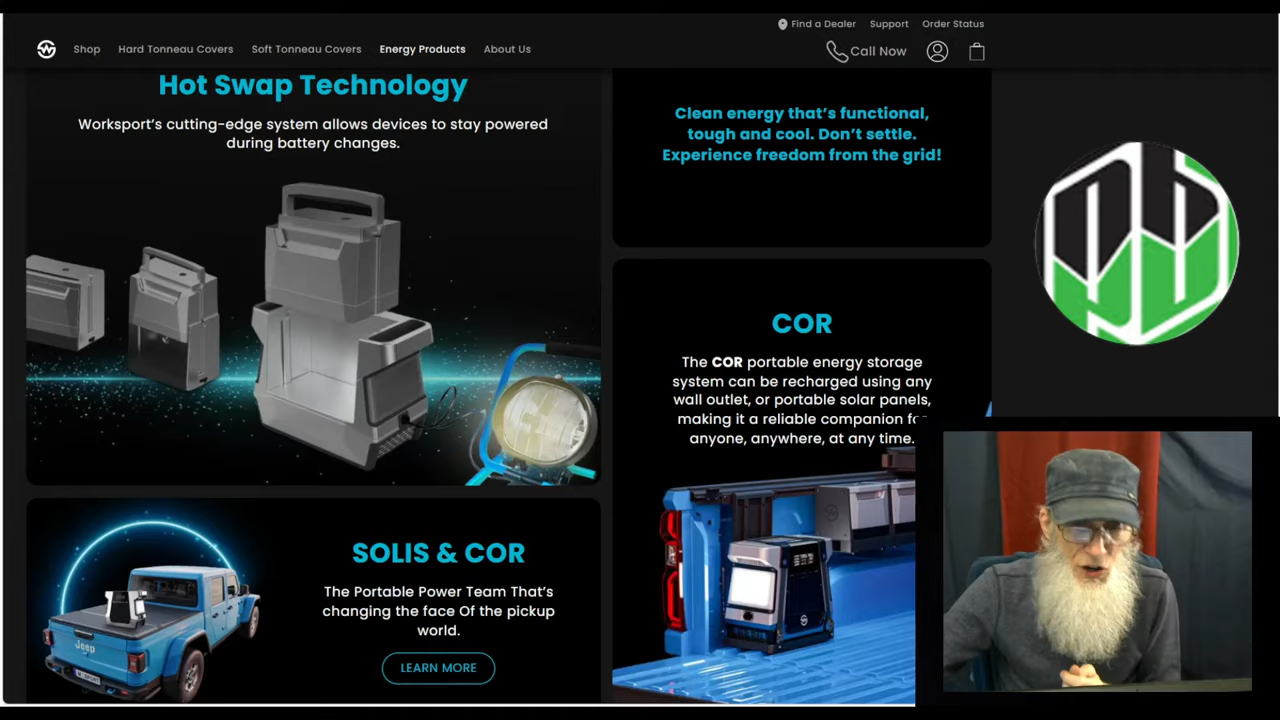 Find a Dealer Support Order Status
Shop Hard Tonneau Covers Soft Tonneau Covers Energy Products About Us
Call Now
Hot Swap Technology
Worksport's cutting-edge system allows devices to stay powered
during battery changes.
Clean energy that's functional,
tough and cool. Don't settle.
Experience freedom from the grid!
COR
The COR portable energy storage
system can be recharged using any
wall outlet, or portable solar panels,
making it a reliable companion for
anyone, anywhere, at any time.
SOLIS & COR
The Portable Power Team That's
changing the face Of the pickup
world.
LEARN MORE
Jeep